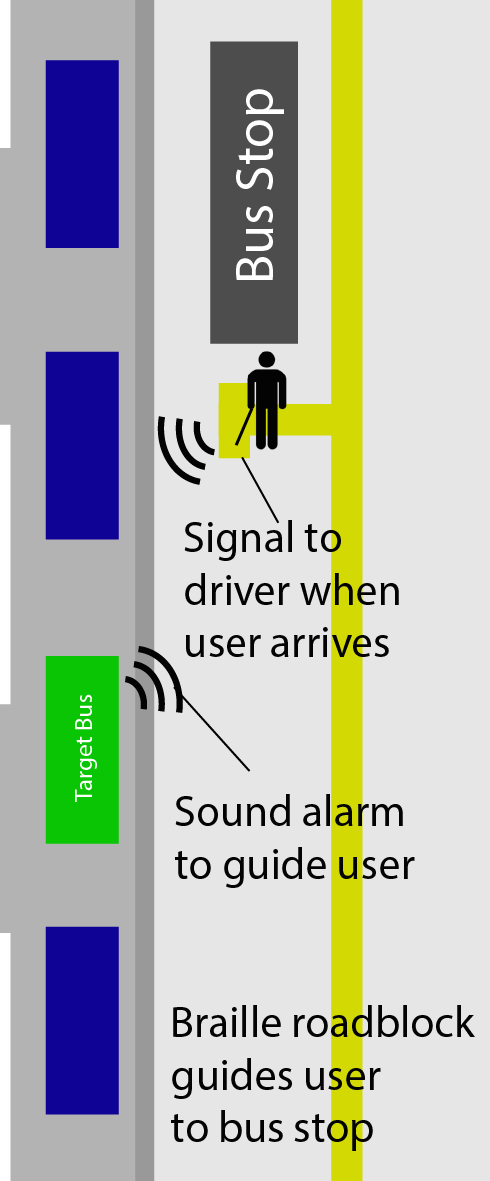 Bus Stop
Signal to
driver when
user arrives
Target Bus
Sound alarm
to guide user
Braille roadblock
guides user
to bus stop